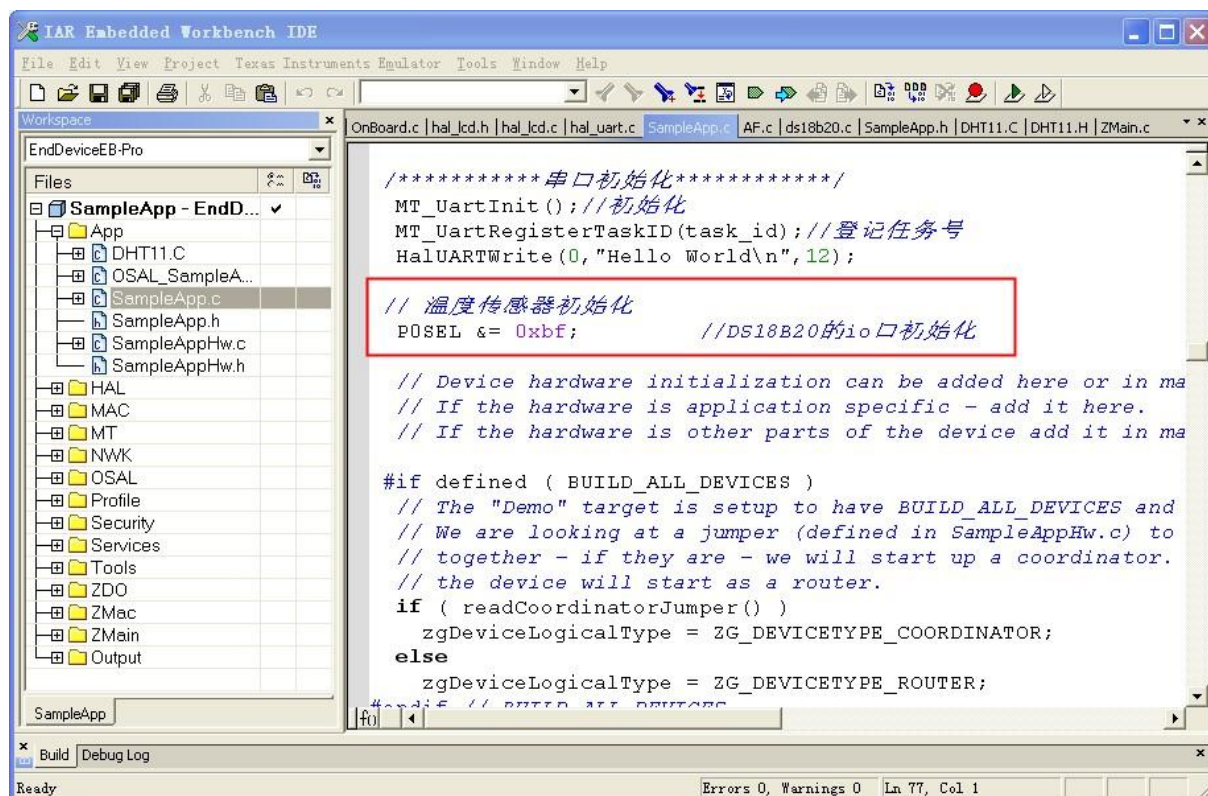 IAR Embedded Workbench IDE
File Edit View Project Texas Instruments Emulator Tools Window Help
Workspace
OnBoard.c | hal_lcd.h | hal_lcd.c | hal_uart.c SampleApp.c AF.c | ds18b20.c | SampleApp.h | DHT11.C | DHT11.H | ZMain.c
EndDeviceEB-Pro
Files
SampleApp - EndD...
App
DHT11.C
OSAL_SampleA...
SampleApp.c
SampleApp.h
SampleAppHw.c
SampleAppHw.h
HAL
MAC
MT
NWK
OSAL
Profile
Security
Services
Tools
ZDO
ZMac
ZMain
Output
SampleApp
/***********串口初始化************/
MT_UartInit();//初始化
MT_UartRegisterTaskID(task_id);//登记任务号
HalUARTWrite(0,"Hello World\n",12);
// 温度传感器初始化
P0SEL &= 0xbf; //DS18B20的io口初始化
// Device hardware initialization can be added here or in ma
// If the hardware is application specific - add it here.
// If the hardware is other parts of the device add it in ma
#if defined ( BUILD_ALL_DEVICES )
// The "Demo" target is setup to have BUILD_ALL_DEVICES and
// We are looking at a jumper (defined in SampleAppHw.c) to
// together - if they are - we will start up a coordinator.
// the device will start as a router.
if ( readCoordinatorJumper() )
zgDeviceLogicalType = ZG_DEVICETYPE_COORDINATOR;
else
zgDeviceLogicalType = ZG_DEVICETYPE_ROUTER;
#endif // BUILD_ALL_DEVICES
f()
Build Debug Log
Ready
Errors 0, Warnings 0 Ln 77, Col 1